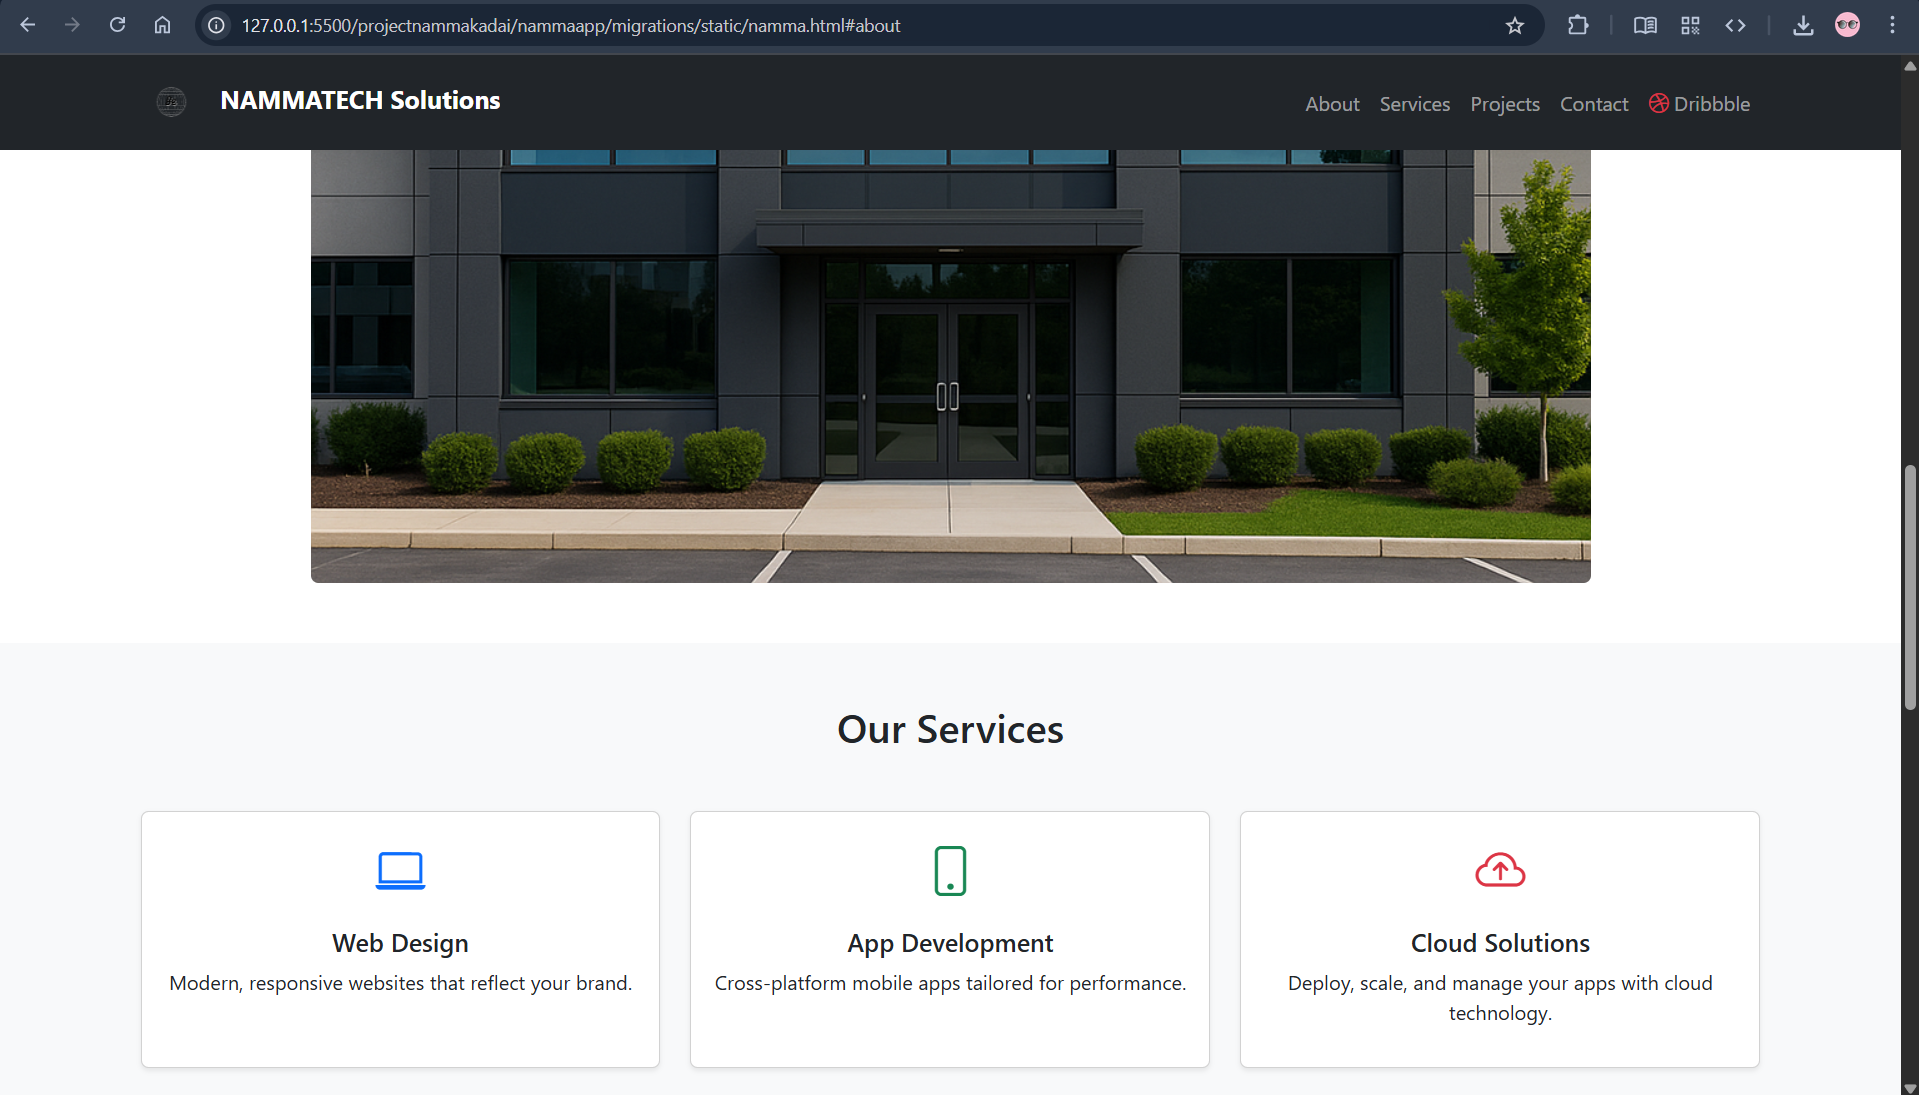 127.0.0.1:5500/projectnammakadai/nammaapp/migrations/static/namma.html#about
NAMMATECH Solutions
About Services Projects Contact Dribbble
Our Services
Web Design
Modern, responsive websites that reflect your brand.
App Development
Cross-platform mobile apps tailored for performance.
Cloud Solutions
Deploy, scale, and manage your apps with cloud
technology.